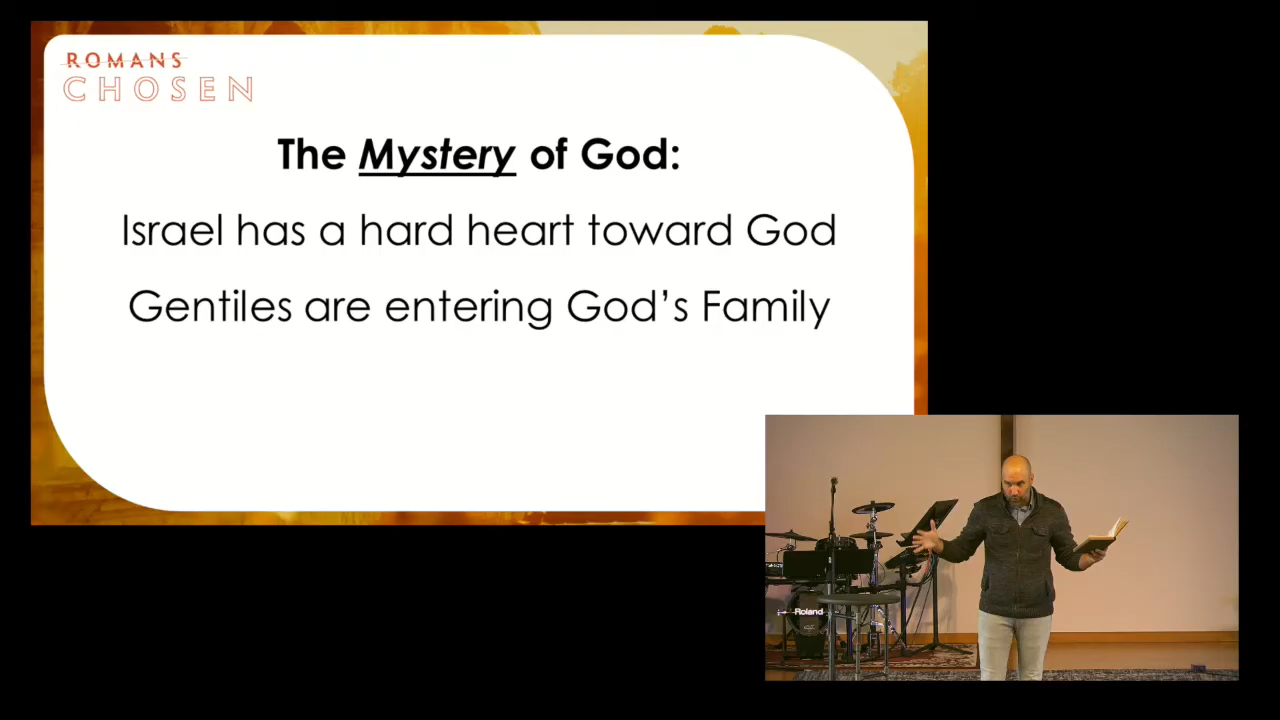 ROMANS
CHOSEN
The Mystery of God:
Israel has a hard heart toward God
Gentiles are entering God's Family
Roland